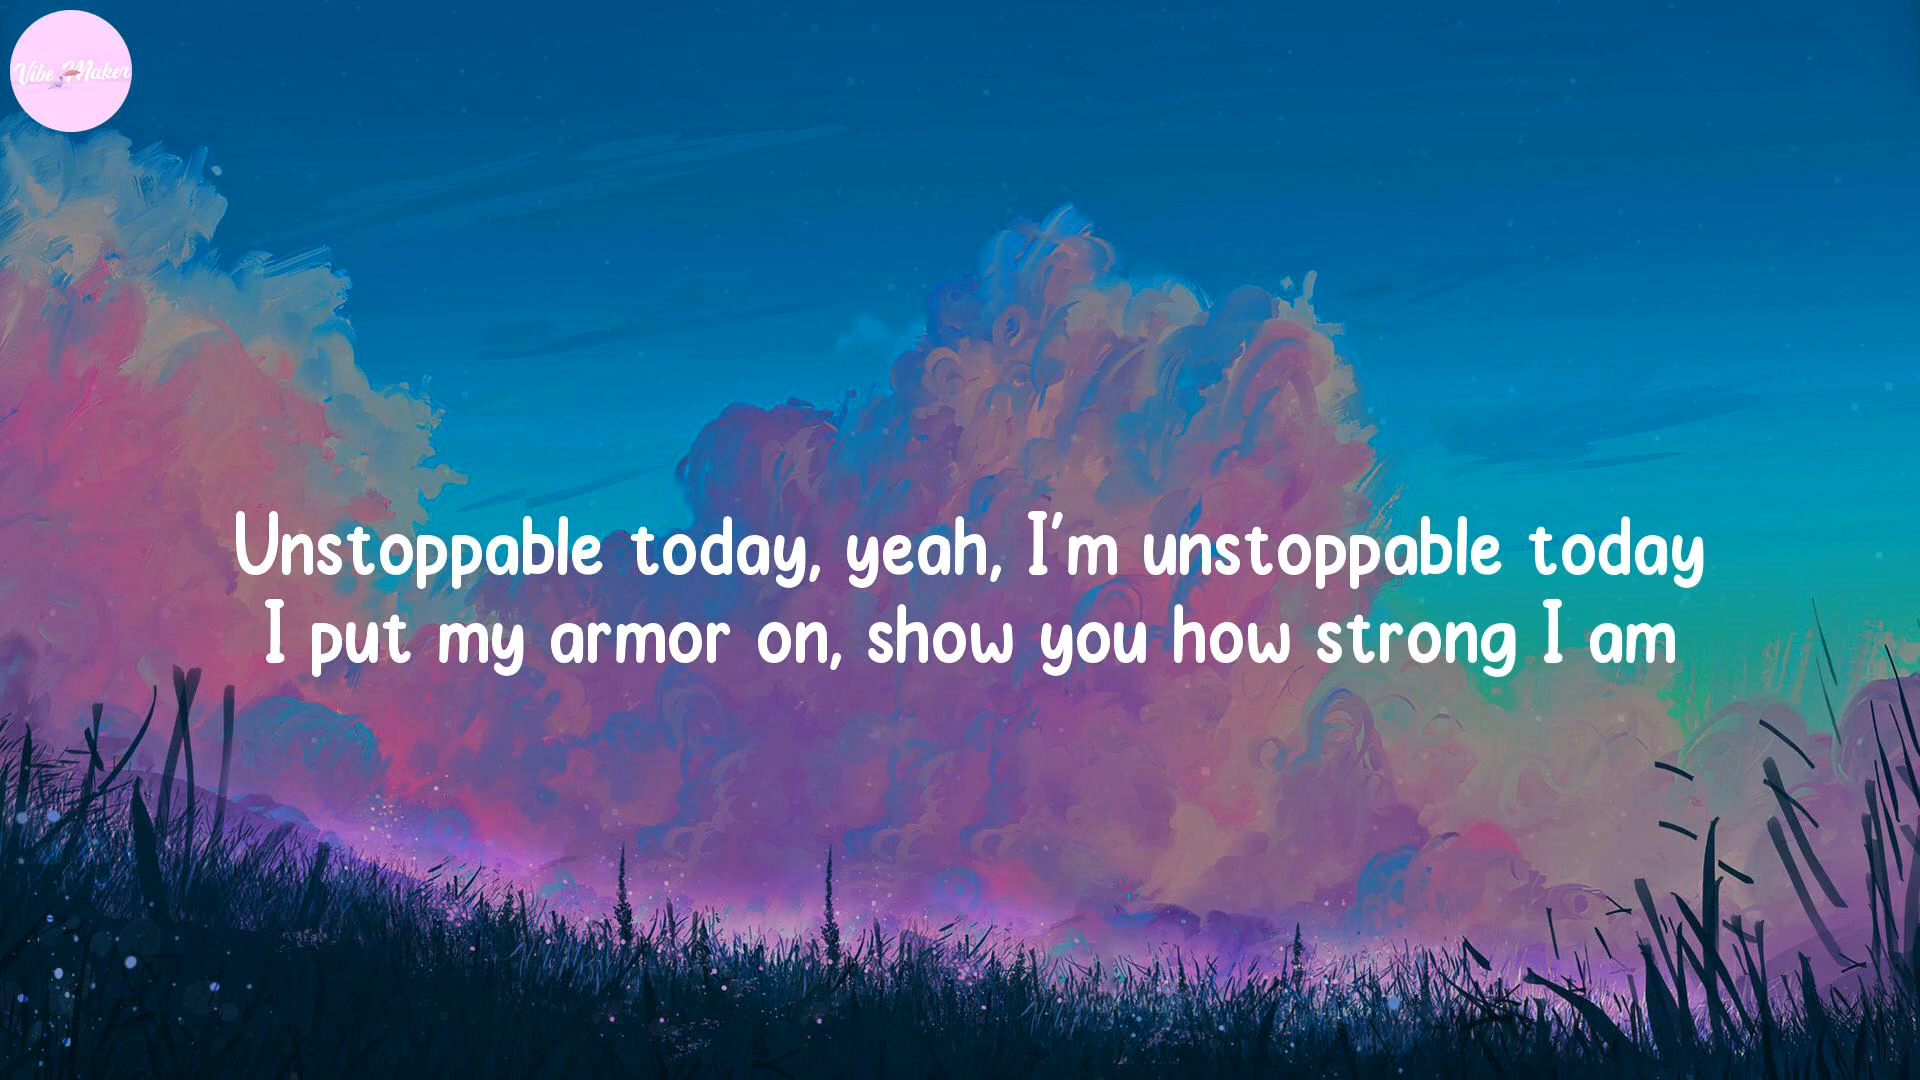 Vibe Maker
Unstoppable today, yeah, I'm unstoppable today
I put my armor on, show you how strong I am